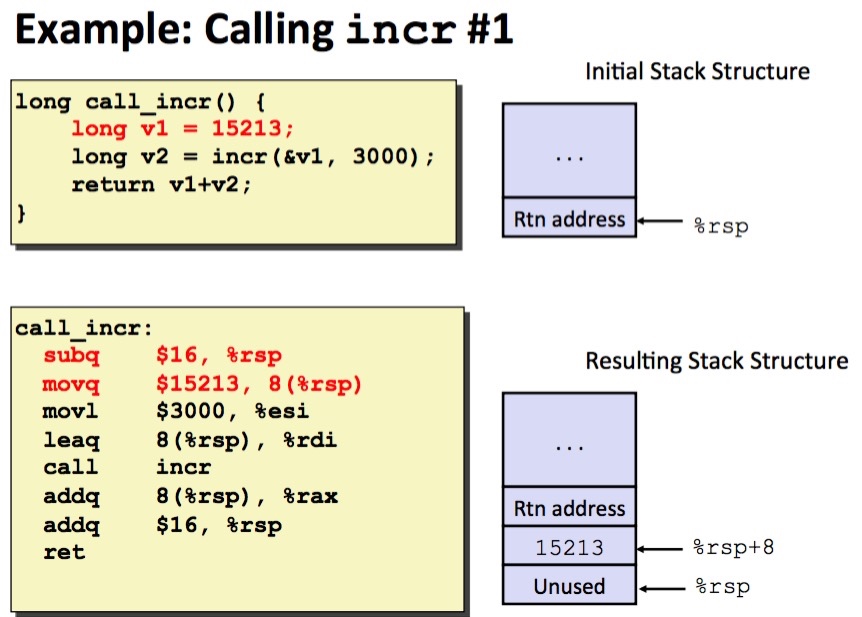 Example: Calling incr #1
long call_incr() {
    long v1 = 15213;
    long v2 = incr(&v1, 3000);
    return v1+v2;
}
Initial Stack Structure
...
Rtn address
%rsp
call_incr:
  subq    $16, %rsp
  movq    $15213, 8(%rsp)
  movl    $3000, %esi
  leaq    8(%rsp), %rdi
  call    incr
  addq    8(%rsp), %rax
  addq    $16, %rsp
  ret
Resulting Stack Structure
...
Rtn address
15213
%rsp+8
Unused
%rsp